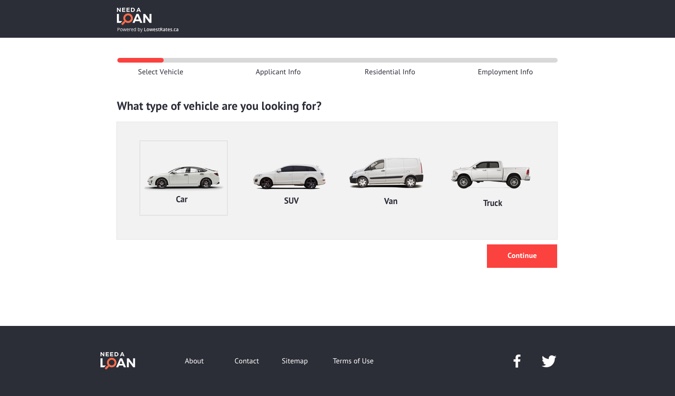 NEED A
LOAN
Powered by LowestRates.ca
Select Vehicle
Applicant Info
Residential Info
Employment Info
What type of vehicle are you looking for?
Car
SUV
Van
Truck
Continue
NEED A
LOAN
About
Contact
Sitemap
Terms of Use